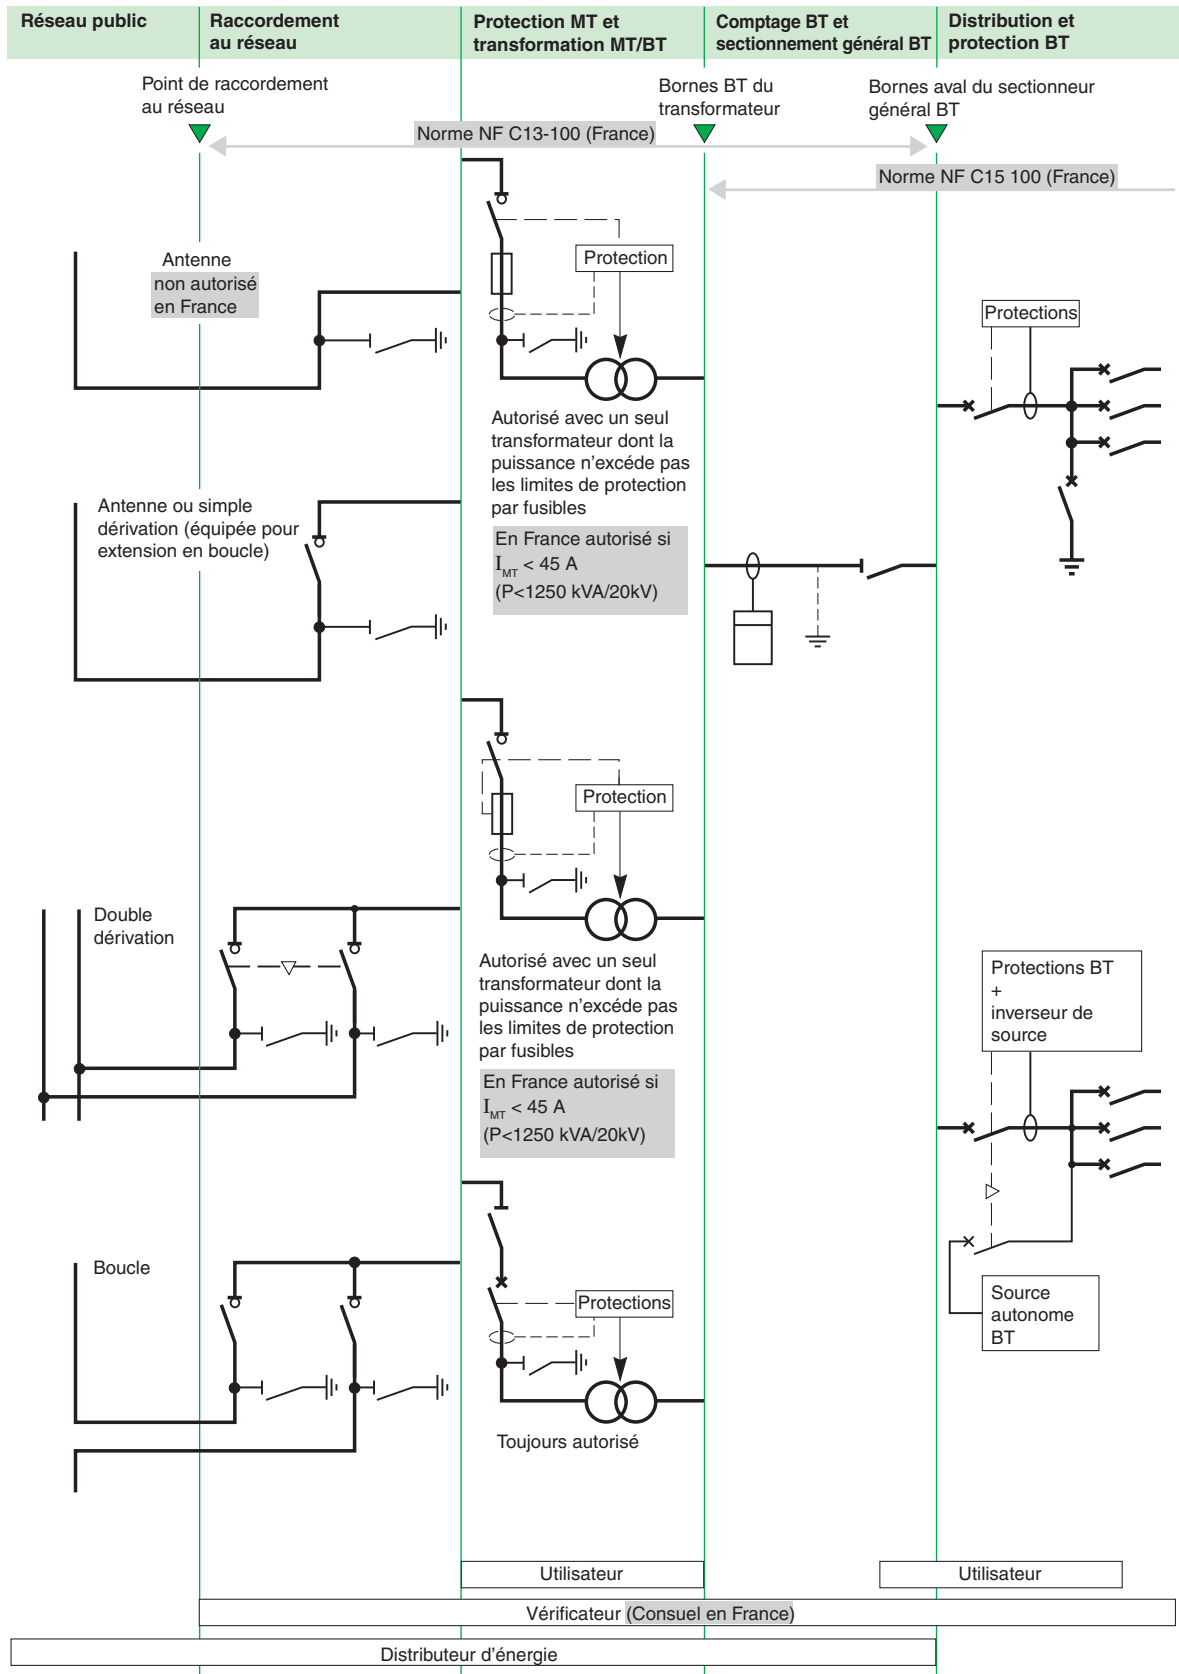 Réseau public
Raccordement
au réseau
Protection MT et
transformation MT/BT
Comptage BT et
sectionnement général BT
Distribution et
protection BT
Point de raccordement
au réseau
Bornes BT du
transformateur
Bornes aval du sectionneur
général BT
Norme NF C13-100 (France)
Norme NF C15 100 (France)
Antenne
non autorisé
en France
Protection
Protections
Autorisé avec un seul
transformateur dont la
puissance n'excéde pas
les limites de protection
par fusibles
En France autorisé si
IMT < 45 A
(P<1250 kVA/20kV)
Antenne ou simple
dérivation (équipée pour
extension en boucle)
Protection
Double
dérivation
Autorisé avec un seul
transformateur dont la
puissance n'excéde pas
les limites de protection
par fusibles
En France autorisé si
IMT < 45 A
(P<1250 kVA/20kV)
Protections BT
+
inverseur de
source
Boucle
Protections
Toujours autorisé
Source
autonome
BT
Utilisateur
Utilisateur
Vérificateur (Consuel en France)
Distributeur d'énergie